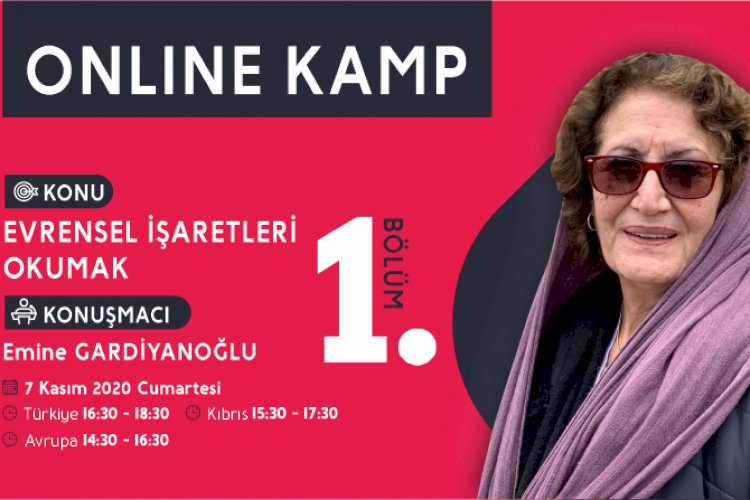 ONLINE KAMP
KONU
EVRENSEL İŞARETLERİ
OKUMAK
KONUŞMACI
Emine GARDİYANOĞLU
7 Kasım 2020 Cumartesi
Türkiye 16:30 - 18:30 Kıbrıs 15:30 - 17:30
Avrupa 14:30 - 16:30
1.
BÖLÜM